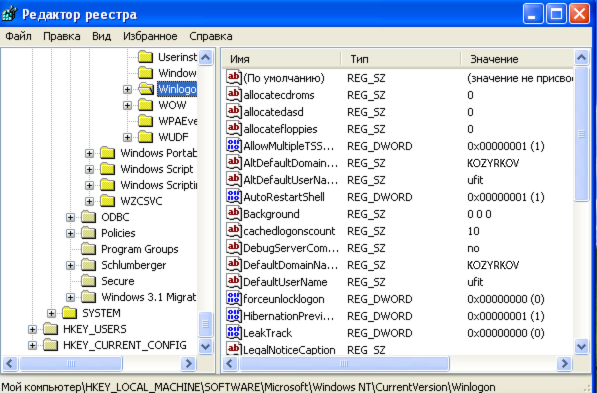 Редактор реестра
Файл Правка Вид Избранное Справка
Userinst
Window
Winlogo
WOW
WPAEve
WUDF
Windows Portab
Windows Script
Windows Scriptin
WZCSVC
ODBC
Policies
Program Groups
Schlumberger
Secure
Windows 3.1 Migrat
SYSTEM
HKEY_USERS
HKEY_CURRENT_CONFIG
Имя Тип Значение
(По умолчанию) REG_SZ (значение не присвое
allocatecdroms REG_SZ 0
allocatedasd REG_SZ 0
allocatefloppies REG_SZ 0
AllowMultipleTSS... REG_DWORD 0x00000001 (1)
AltDefaultDomain... REG_SZ KOZYRKOV
AltDefaultUserNa... REG_SZ ufit
AutoRestartShell REG_DWORD 0x00000001 (1)
Background REG_SZ 0 0 0
cachedlogonscount REG_SZ 10
DebugServerCom... REG_SZ no
DefaultDomainNa... REG_SZ KOZYRKOV
DefaultUserName REG_SZ ufit
forceunlocklogon REG_DWORD 0x00000000 (0)
HibernationPrevi... REG_DWORD 0x00000001 (1)
LeakTrack REG_DWORD 0x00000000 (0)
LegalNoticeCaption REG_SZ
Мой компьютер\HKEY_LOCAL_MACHINE\SOFTWARE\Microsoft\Windows NT\CurrentVersion\Winlogon